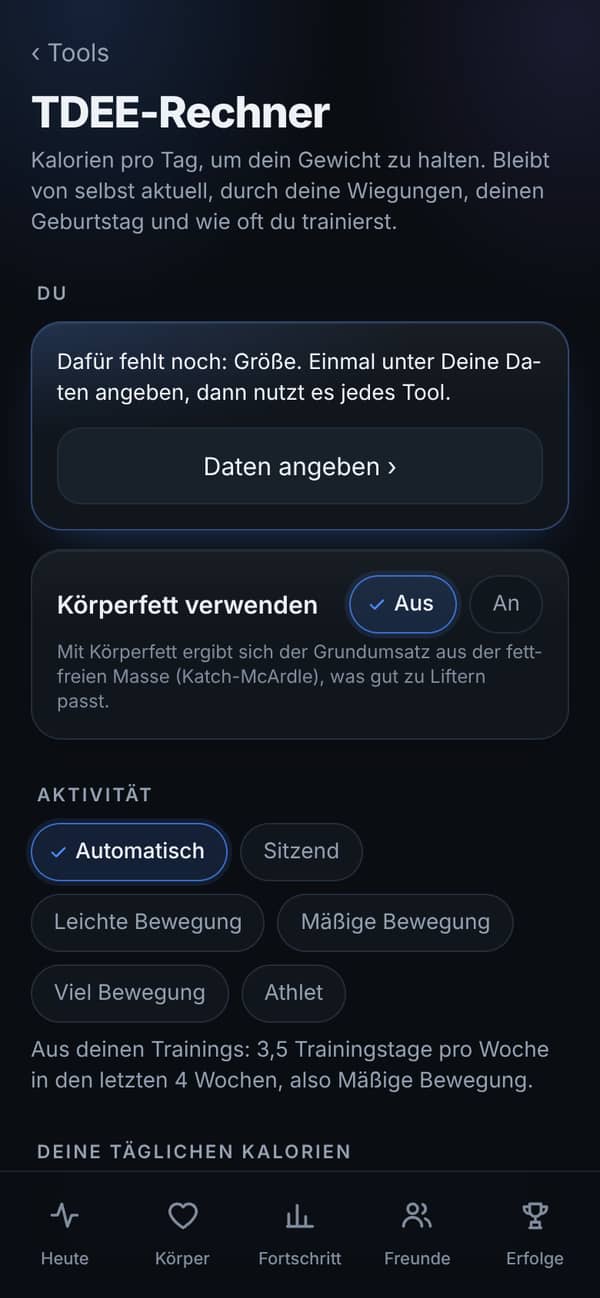 ‹ Tools
TDEE-Rechner
Kalorien pro Tag, um dein Gewicht zu halten. Bleibt
von selbst aktuell, durch deine Wiegungen, deinen
Geburtstag und wie oft du trainierst.
DU
Dafür fehlt noch: Größe. Einmal unter Deine Da-
ten angeben, dann nutzt es jedes Tool.
Daten angeben ›
Körperfett verwenden
Aus
An
Mit Körperfett ergibt sich der Grundumsatz aus der fett-
freien Masse (Katch-McArdle), was gut zu Liftern
passt.
AKTIVITÄT
Automatisch
Sitzend
Leichte Bewegung
Mäßige Bewegung
Viel Bewegung
Athlet
Aus deinen Trainings: 3,5 Trainingstage pro Woche
in den letzten 4 Wochen, also Mäßige Bewegung.
DEINE TÄGLICHEN KALORIEN
Heute
Körper
Fortschritt
Freunde
Erfolge